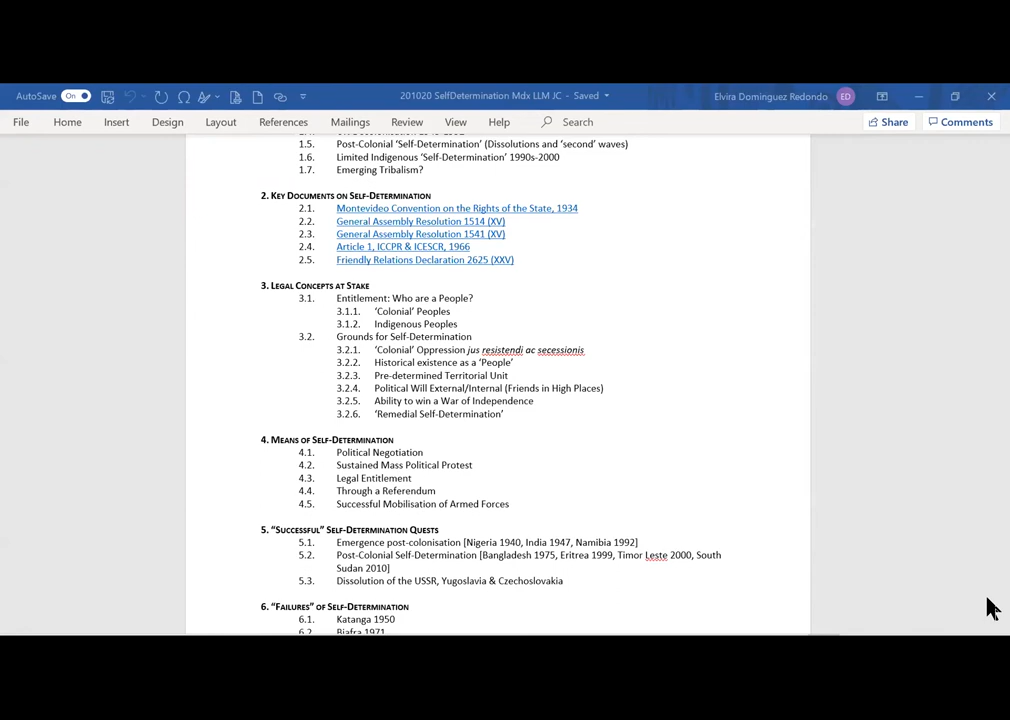 AutoSave On 201020 SelfDetermination Mdx LLM JC - Saved Elvira Dominguez Redondo ED
File Home Insert Design Layout References Mailings Review View Help Search Share Comments
1.5. Post-Colonial 'Self-Determination' (Dissolutions and 'second' waves)
1.6. Limited Indigenous 'Self-Determination' 1990s-2000
1.7. Emerging Tribalism?
2. KEY DOCUMENTS ON SELF-DETERMINATION
2.1. Montevideo Convention on the Rights of the State, 1934
2.2. General Assembly Resolution 1514 (XV)
2.3. General Assembly Resolution 1541 (XV)
2.4. Article 1, ICCPR & ICESCR, 1966
2.5. Friendly Relations Declaration 2625 (XXV)
3. LEGAL CONCEPTS AT STAKE
3.1. Entitlement: Who are a People?
3.1.1. 'Colonial' Peoples
3.1.2. Indigenous Peoples
3.2. Grounds for Self-Determination
3.2.1. 'Colonial' Oppression jus resistendi ac secessionis
3.2.2. Historical existence as a 'People'
3.2.3. Pre-determined Territorial Unit
3.2.4. Political Will External/Internal (Friends in High Places)
3.2.5. Ability to win a War of Independence
3.2.6. 'Remedial Self-Determination'
4. MEANS OF SELF-DETERMINATION
4.1. Political Negotiation
4.2. Sustained Mass Political Protest
4.3. Legal Entitlement
4.4. Through a Referendum
4.5. Successful Mobilisation of Armed Forces
5. "SUCCESSFUL" SELF-DETERMINATION QUESTS
5.1. Emergence post-colonisation [Nigeria 1940, India 1947, Namibia 1992]
5.2. Post-Colonial Self-Determination [Bangladesh 1975, Eritrea 1999, Timor Leste 2000, South
Sudan 2010]
5.3. Dissolution of the USSR, Yugoslavia & Czechoslovakia
6. "FAILURES" OF SELF-DETERMINATION
6.1. Katanga 1950
6.2. Biafra 1971